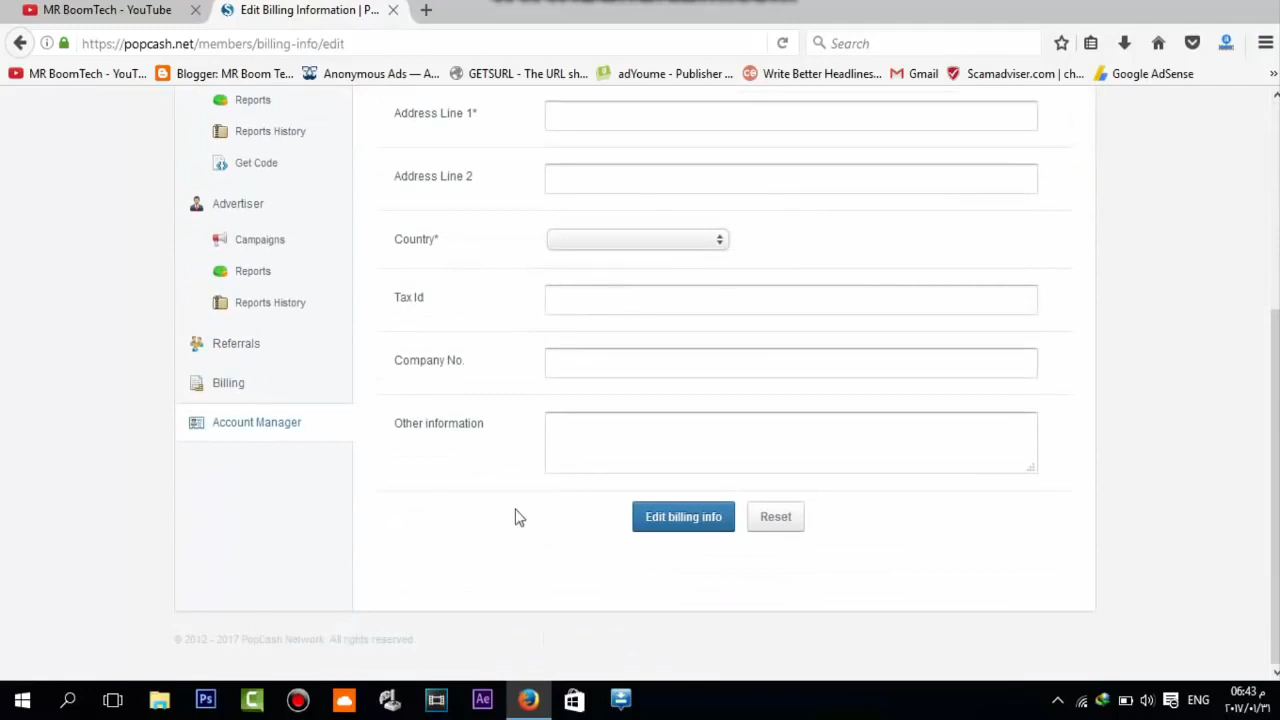 MR BoomTech - YouTube
Edit Billing Information | P...
https://popcash.net/members/billing-info/edit
Search
MR BoomTech - YouT...
Blogger: MR Boom Te...
Anonymous Ads — A...
GETSURL - The URL sh...
adYoume - Publisher ...
Write Better Headlines...
Gmail
Scamadviser.com | ch...
Google AdSense
Reports
Reports History
Get Code
Advertiser
Campaigns
Reports
Reports History
Referrals
Billing
Account Manager
Address Line 1*
Address Line 2
Country*
Tax Id
Company No.
Other information
Edit billing info
Reset
© 2012 - 2017 PopCash Network. All rights reserved.
ENG
06:43 م
٢٠١٧/٠١/٣١